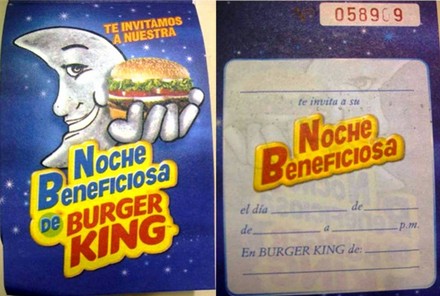 TE INVITAMOS
A NUESTRA
NOCHE
BENEFICIOSA
DE BURGER
KING
058909
te invita a su
NOCHE
BENEFICIOSA
el día de
de a p.m.
En BURGER KING de: